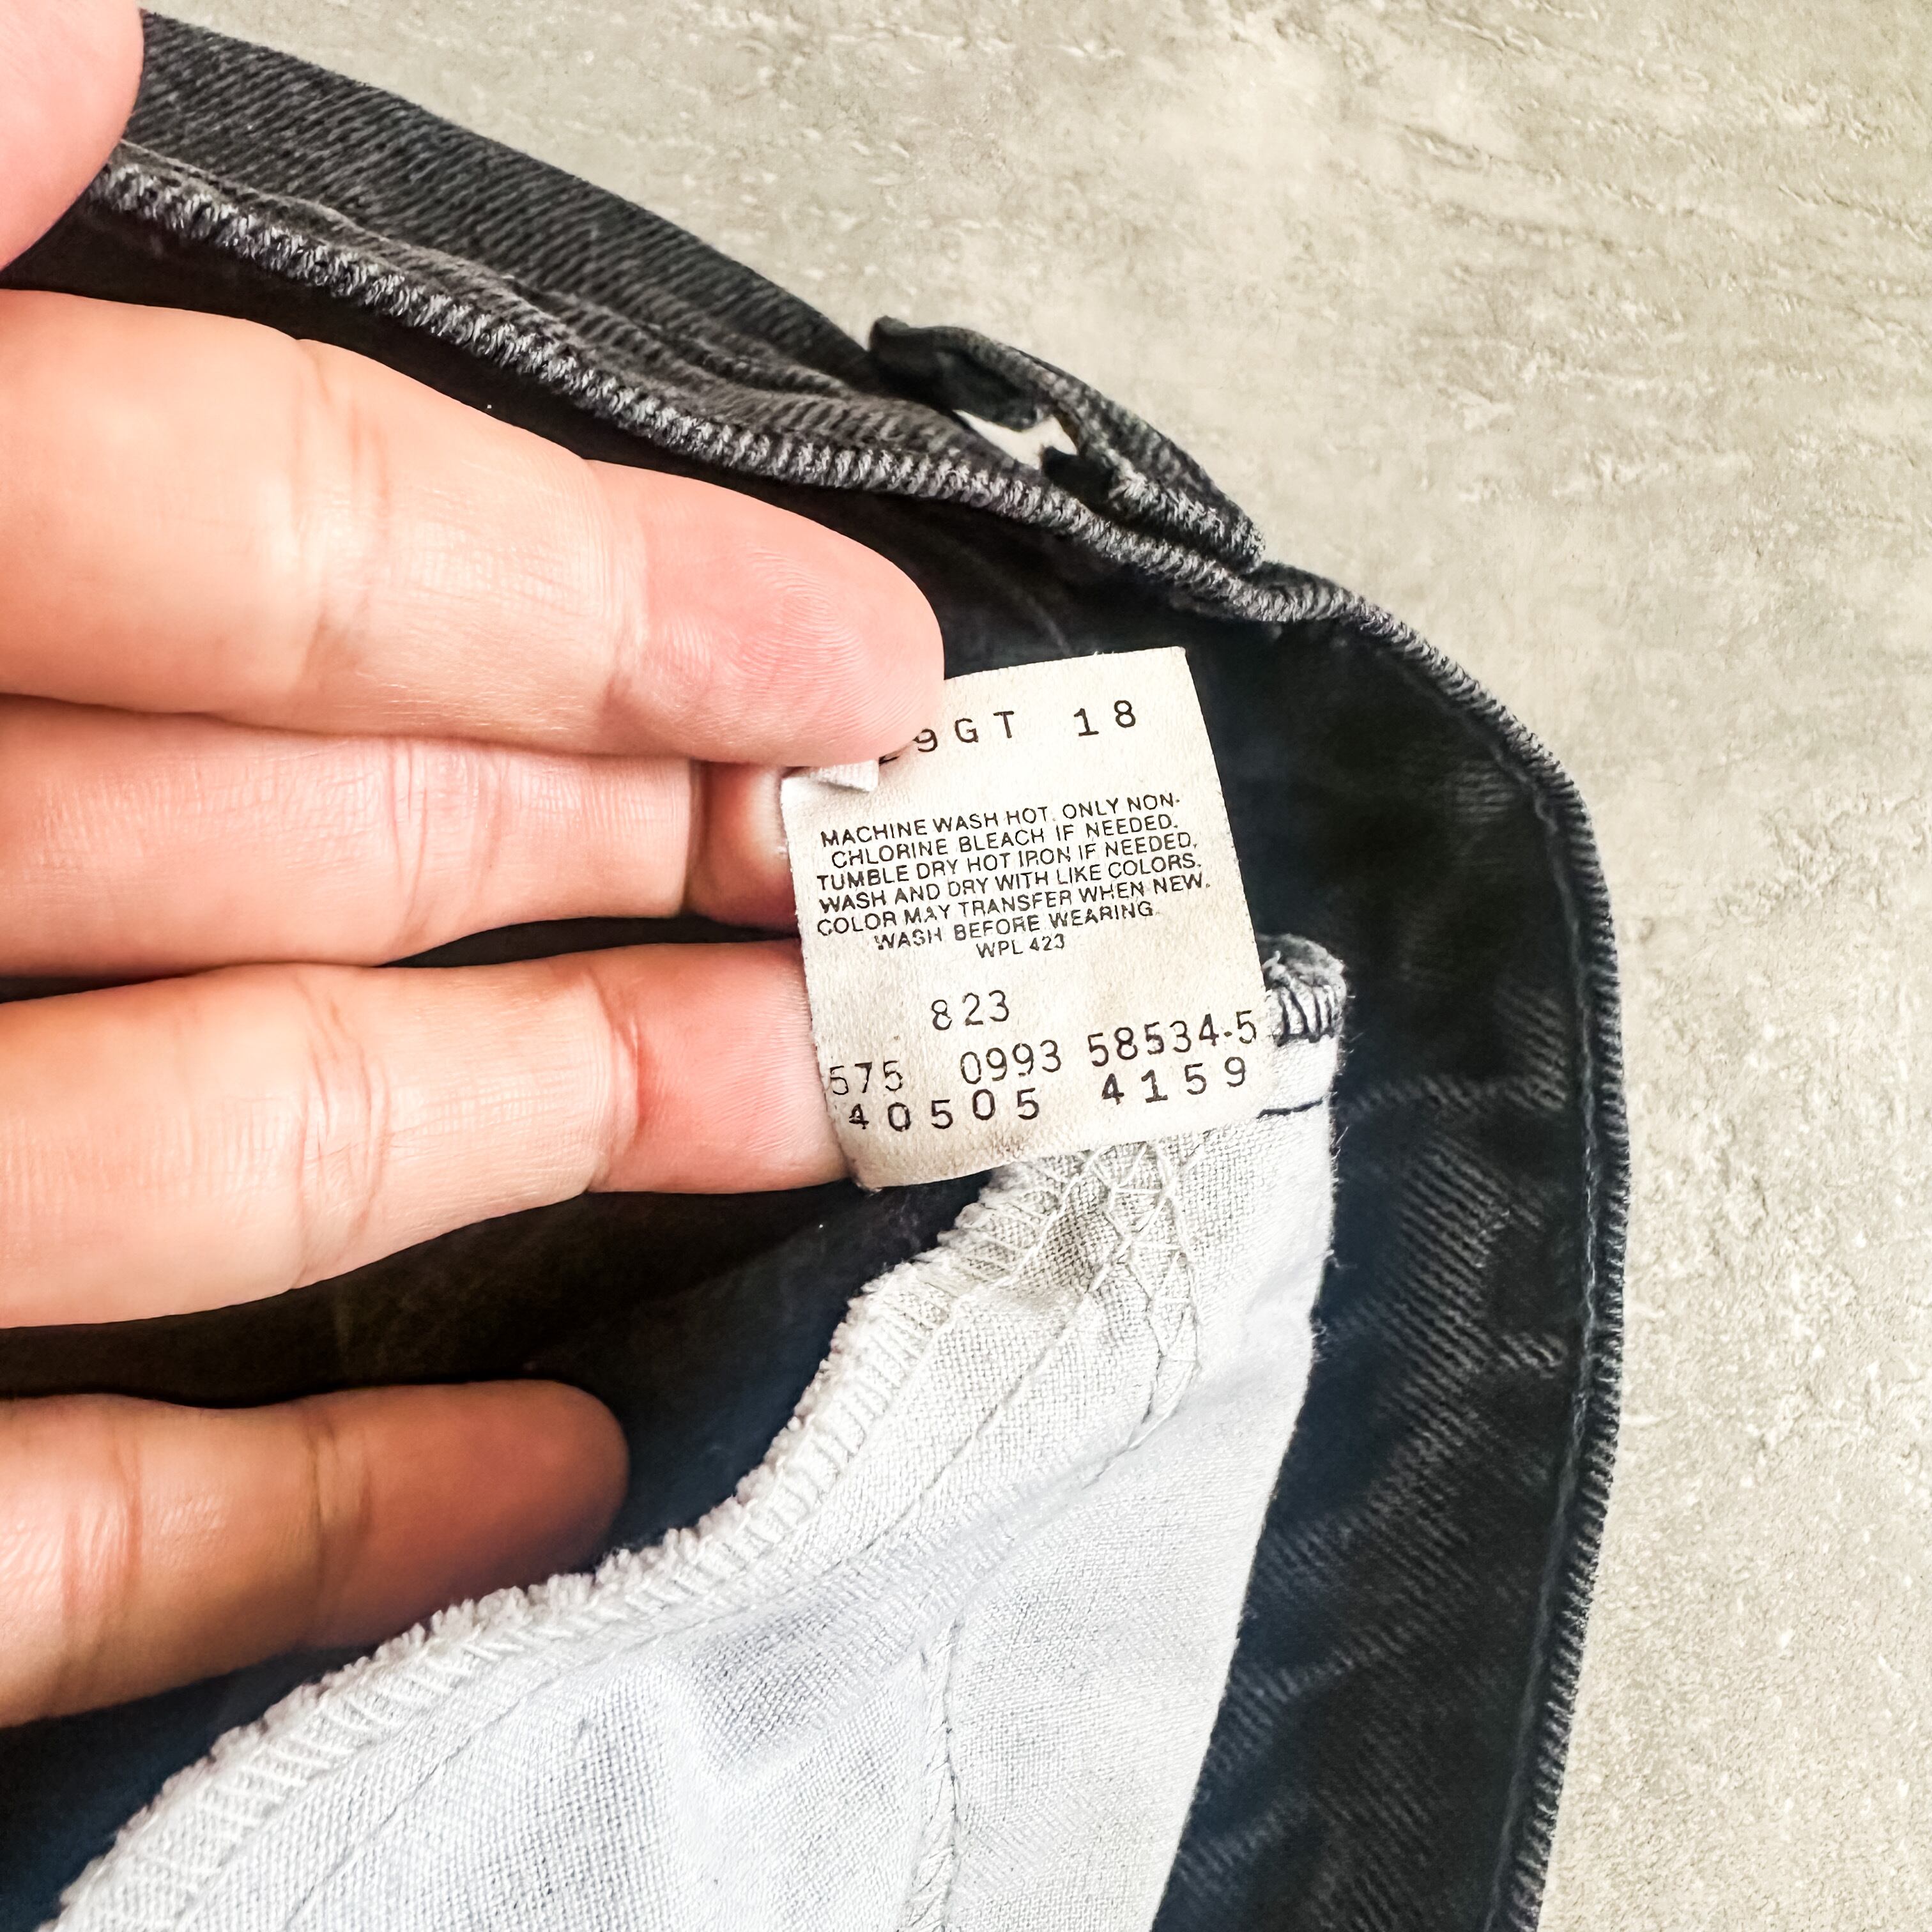 9GT 18
MACHINE WASH HOT. ONLY NON-
CHLORINE BLEACH IF NEEDED.
TUMBLE DRY HOT IRON IF NEEDED.
WASH AND DRY WITH LIKE COLORS.
COLOR MAY TRANSFER WHEN NEW.
WASH BEFORE WEARING.
WPL 423
823
575 0993 58534-5
40505 4159